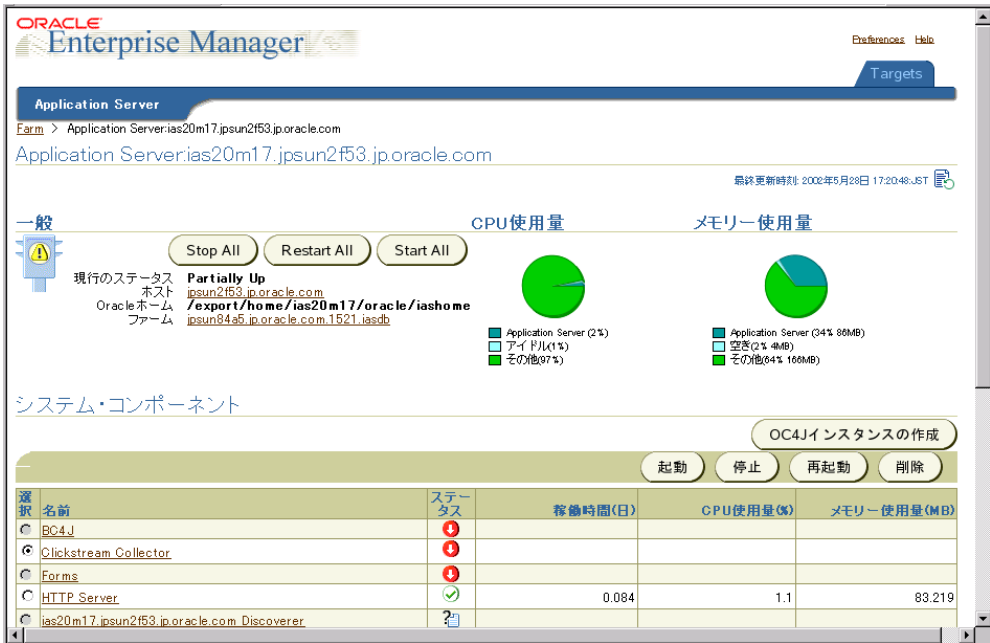 ORACLE
Enterprise Manager
Preferences Help
Targets
Application Server
Farm > Application Server:ias20m17.jpsun2f53.jp.oracle.com
Application Server:ias20m17.jpsun2f53.jp.oracle.com
最終更新時刻: 2002年5月28日 17:20:48:JST
一般
CPU使用量
メモリー使用量
Stop All Restart All Start All
現行のステータス Partially Up
ホスト jpsun2f53.jp.oracle.com
Oracleホーム /export/home/ias20m17/oracle/iashome
ファーム jpsun84a5.jp.oracle.com.1521.iasdb
Application Server (2%)
アイドル(1%)
その他(97%)
Application Server (34% 86MB)
空き(2% 4MB)
その他(64% 166MB)
システム・コンポーネント
OC4Jインスタンスの作成
起動 停止 再起動 削除
選択 名前 ステータス 稼働時間(日) CPU使用量(%) メモリー使用量(MB)
BC4J
Clickstream Collector
Forms
HTTP Server 0.084 1.1 83.219
ias20m17.jpsun2f53.jp.oracle.com_Discoverer